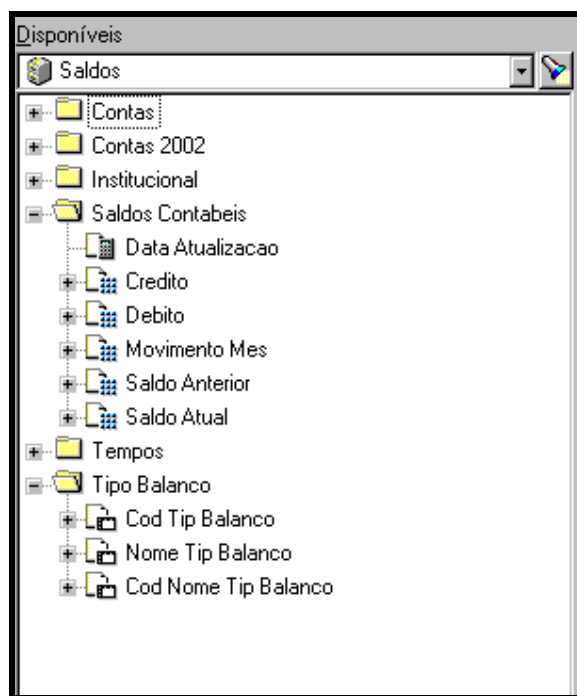 Disponíveis
Saldos
Contas
Contas 2002
Institucional
Saldos Contabeis
Data Atualizacao
Credito
Debito
Movimento Mes
Saldo Anterior
Saldo Atual
Tempos
Tipo Balanco
Cod Tip Balanco
Nome Tip Balanco
Cod Nome Tip Balanco